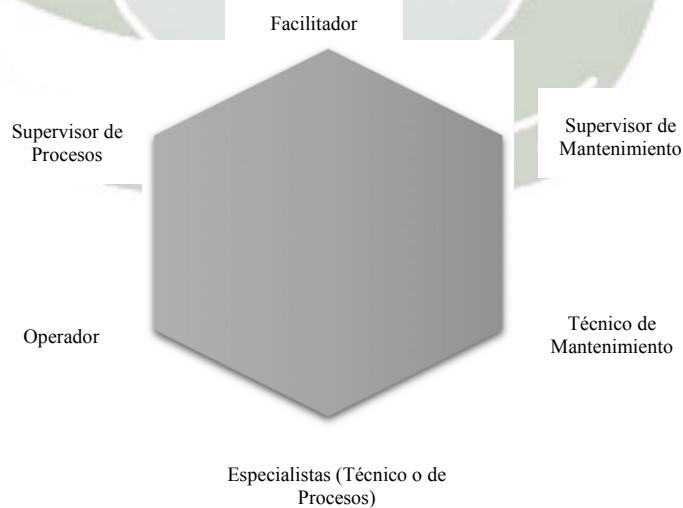 Facilitador
Supervisor de
Procesos
Supervisor de
Mantenimiento
Operador
Técnico de
Mantenimiento
Especialistas (Técnico o de
Procesos)